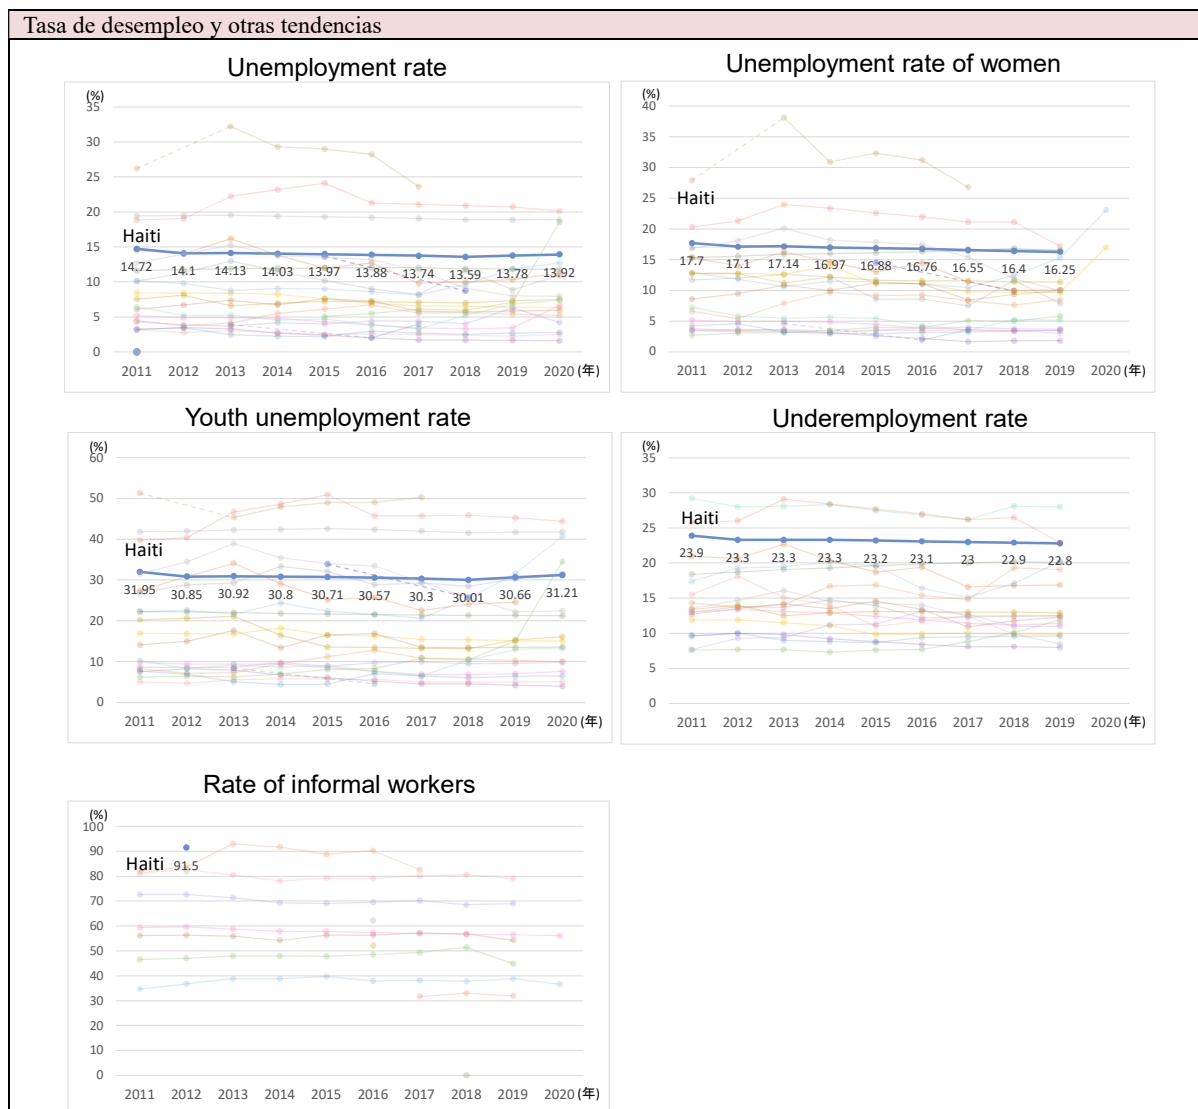 Tasa de desempleo y otras tendencias
Unemployment rate
(%)
35
30
25
20
15
10
5
0
Haiti
14.72 14.1 14.13 14.03 13.97 13.88 13.74 13.59 13.78 13.92
2011 2012 2013 2014 2015 2016 2017 2018 2019 2020 (年)
Unemployment rate of women
(%)
40
35
30
25
20
15
10
5
0
Haiti
17.7 17.1 17.14 16.97 16.88 16.76 16.55 16.4 16.25
2011 2012 2013 2014 2015 2016 2017 2018 2019 2020 (年)
Youth unemployment rate
(%)
60
50
40
30
20
10
0
Haiti
31.95 30.85 30.92 30.8 30.71 30.57 30.3 30.01 30.66 31.21
2011 2012 2013 2014 2015 2016 2017 2018 2019 2020 (年)
Underemployment rate
(%)
35
30
25
20
15
10
5
0
Haiti
23.9 23.3 23.3 23.3 23.2 23.1 23 22.9 22.8
2011 2012 2013 2014 2015 2016 2017 2018 2019 2020 (年)
Rate of informal workers
(%)
100
90
80
70
60
50
40
30
20
10
0
Haiti
91.5
2011 2012 2013 2014 2015 2016 2017 2018 2019 2020 (年)